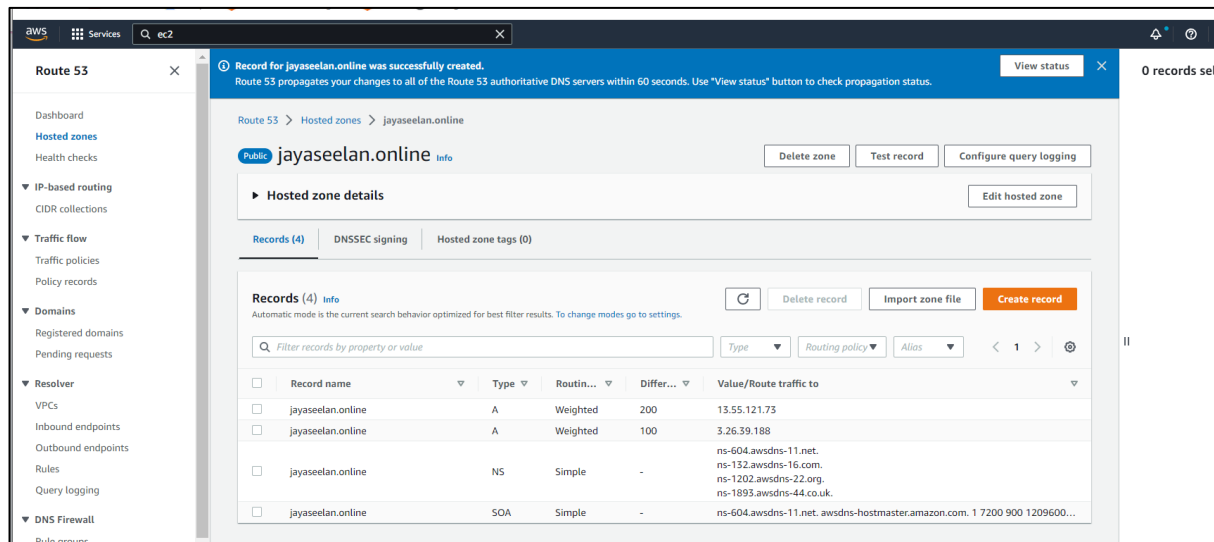 aws
Services
ec2
Route 53
Dashboard
Hosted zones
Health checks
IP-based routing
CIDR collections
Traffic flow
Traffic policies
Policy records
Domains
Registered domains
Pending requests
Resolver
VPCs
Inbound endpoints
Outbound endpoints
Rules
Query logging
DNS Firewall
Rule groups
Record for jayaseelan.online was successfully created.
Route 53 propagates your changes to all of the Route 53 authoritative DNS servers within 60 seconds. Use "View status" button to check propagation status.
View status
0 records sel
Route 53 > Hosted zones > jayaseelan.online
Public jayaseelan.online Info
Delete zone Test record Configure query logging
Hosted zone details
Edit hosted zone
Records (4) DNSSEC signing Hosted zone tags (0)
Records (4) Info
Delete record Import zone file Create record
Automatic mode is the current search behavior optimized for best filter results. To change modes go to settings.
Filter records by property or value
Type Routing policy Alias
1
Record name Type Routin... Differ... Value/Route traffic to
jayaseelan.online A Weighted 200 13.55.121.73
jayaseelan.online A Weighted 100 3.26.39.188
jayaseelan.online NS Simple - ns-604.awsdns-11.net.
ns-132.awsdns-16.com.
ns-1202.awsdns-22.org.
ns-1893.awsdns-44.co.uk.
jayaseelan.online SOA Simple - ns-604.awsdns-11.net. awsdns-hostmaster.amazon.com. 1 7200 900 1209600...